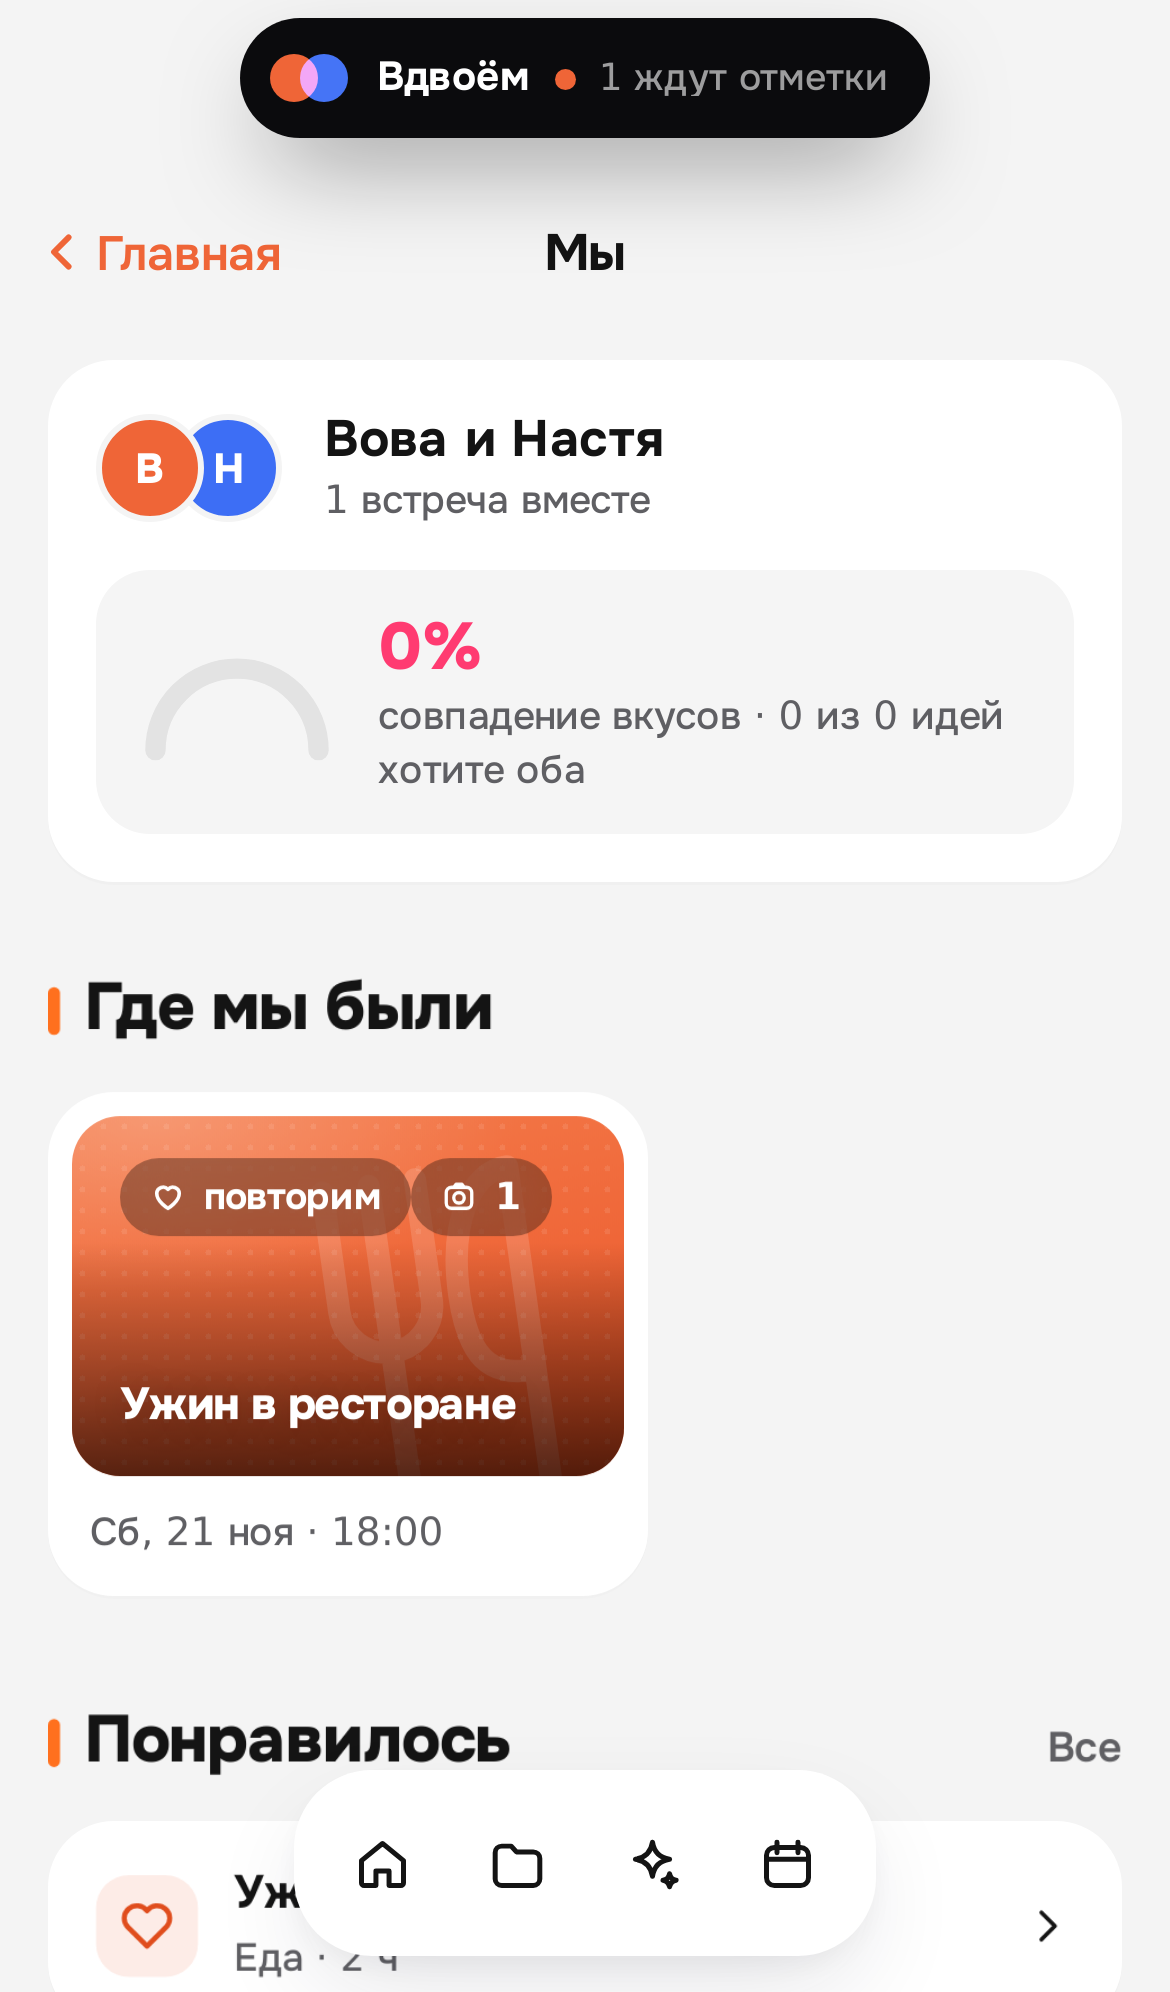 Вдвоём 1 ждут отметки
Главная
Мы
В Н
Вова и Настя
1 встреча вместе
0%
совпадение вкусов · 0 из 0 идей
хотите оба
Где мы были
повторим 1
Ужин в ресторане
Сб, 21 ноя · 18:00
Понравилось
Все
Еда · 2 ч